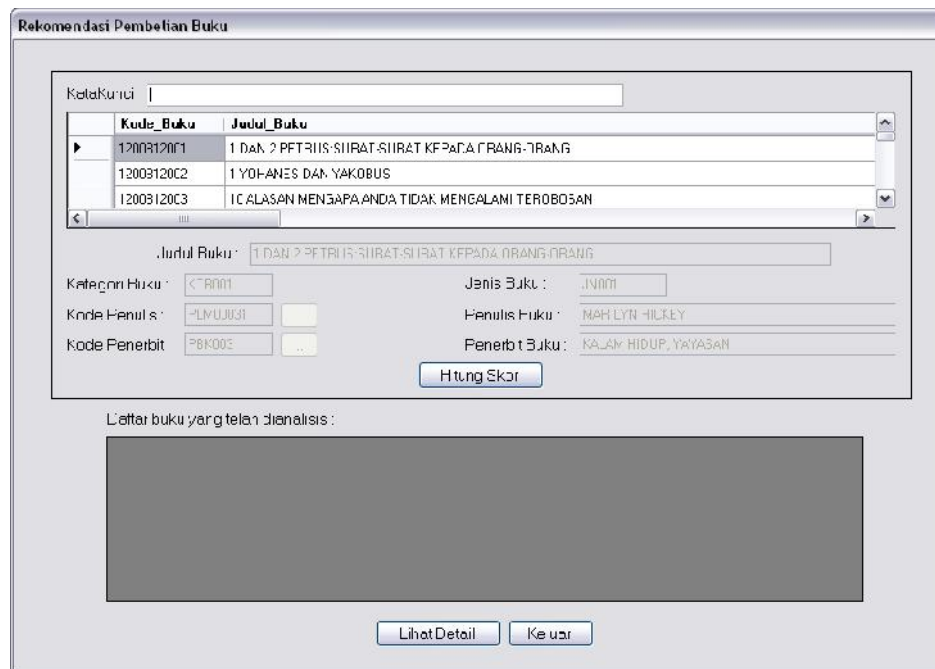 Rekomendasi Pembelian Buku
KataKunci
Kode_Buku Judul_Buku
1200312001 1 DAN 2 PETRUS:SURAT-SURAT KEPADA ORANG-ORANG
1200312002 1 YOHANES DAN YAKOBUS
1200312003 10 ALASAN MENGAPA ANDA TIDAK MENGALAMI TEROBOSAN
Judul Buku : 1 DAN 2 PETRUS:SURAT-SURAT KEPADA ORANG-ORANG
Kategori Buku : KTB001 Jenis Buku : JN001
Kode Penulis : Penulis Buku : MARILYN HICKEY
Kode Penerbit PBK003 ... Penerbit Buku : KALAM HIDUP, YAYASAN
Hitung Skor
Daftar buku yang telah dianalisis :
Lihat Detail Keluar